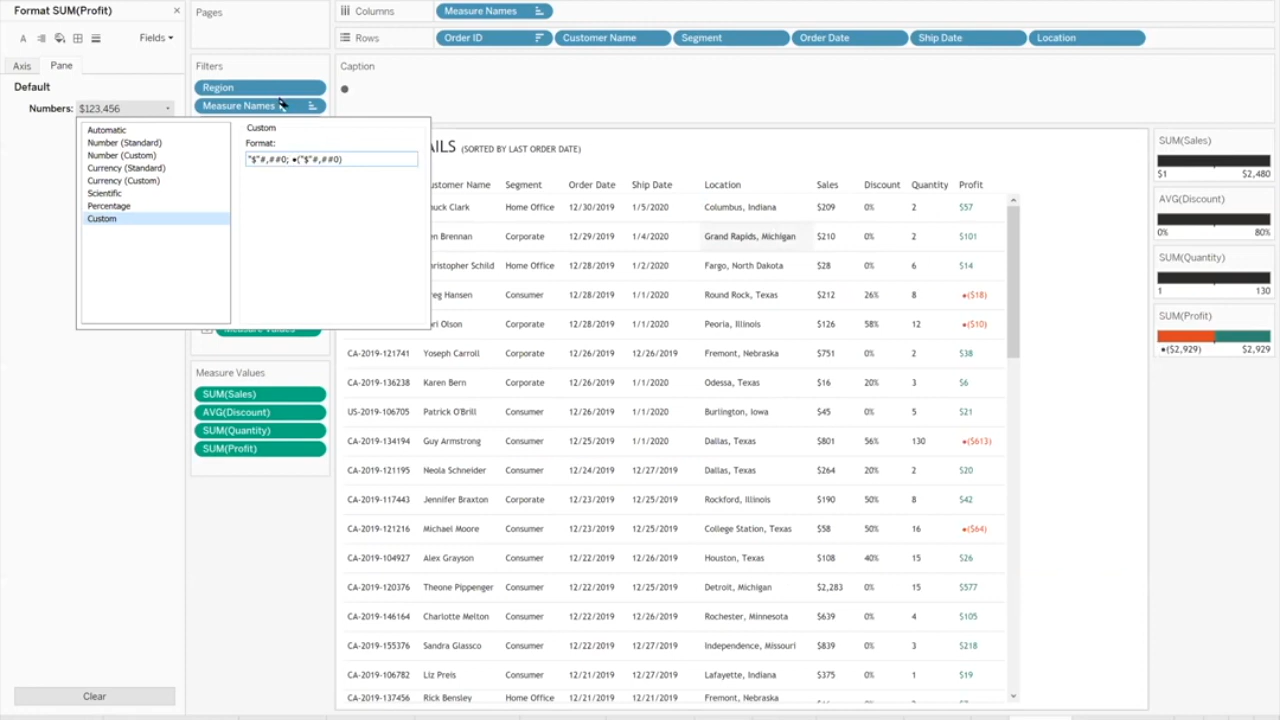 Format SUM(Profit)
×
Fields
Axis
Pane
Default
Numbers: $123,456
Automatic
Number (Standard)
Number (Custom)
Currency (Standard)
Currency (Custom)
Scientific
Percentage
Custom
Custom
Format:
"$"#,##0; ●("$"#,##0)
Clear
Pages
Filters
Region
Measure Names
Measure Values
SUM(Sales)
AVG(Discount)
SUM(Quantity)
SUM(Profit)
Columns
Measure Names
Rows
Order ID Customer Name Segment Order Date Ship Date Location
Caption
●
AILS (SORTED BY LAST ORDER DATE)
ustomer Name Segment Order Date Ship Date Location Sales Discount Quantity Profit
uck Clark Home Office 12/30/2019 1/5/2020 Columbus, Indiana $209 0% 2 $57
en Brennan Corporate 12/29/2019 1/4/2020 Grand Rapids, Michigan $210 0% 2 $101
hristopher Schild Home Office 12/28/2019 1/2/2020 Fargo, North Dakota $28 0% 6 $14
reg Hansen Consumer 12/28/2019 1/1/2020 Round Rock, Texas $212 26% 8 ●($18)
ri Olson Consumer 12/28/2019 1/1/2020 Peoria, Illinois $126 58% 12 ●($10)
CA-2019-121741 Yoseph Carroll Corporate 12/26/2019 12/26/2019 Fremont, Nebraska $751 0% 2 $38
CA-2019-136238 Karen Bern Corporate 12/26/2019 1/1/2020 Odessa, Texas $16 20% 3 $6
US-2019-106705 Patrick O'Brill Consumer 12/26/2019 1/1/2020 Burlington, Iowa $45 0% 5 $21
CA-2019-134194 Guy Armstrong Consumer 12/25/2019 1/1/2020 Dallas, Texas $801 56% 130 ●($613)
CA-2019-121195 Neola Schneider Consumer 12/24/2019 12/27/2019 Dallas, Texas $264 20% 2 $20
CA-2019-117443 Jennifer Braxton Corporate 12/23/2019 12/25/2019 Rockford, Illinois $190 50% 8 $42
CA-2019-121216 Michael Moore Consumer 12/23/2019 12/25/2019 College Station, Texas $58 50% 16 ●($64)
CA-2019-104927 Alex Grayson Consumer 12/22/2019 12/26/2019 Houston, Texas $108 40% 15 $26
CA-2019-120376 Theone Pippenger Consumer 12/22/2019 12/25/2019 Detroit, Michigan $2,283 0% 15 $577
CA-2019-146164 Charlotte Melton Consumer 12/22/2019 12/26/2019 Rochester, Minnesota $639 0% 4 $105
CA-2019-155376 Sandra Glassco Consumer 12/22/2019 12/27/2019 Independence, Missouri $839 0% 3 $218
CA-2019-106782 Liz Preis Consumer 12/21/2019 12/27/2019 Lafayette, Indiana $375 0% 1 $19
CA-2019-137456 Rick Bensley Home Office 12/21/2019 12/21/2019 Fremont, Nebraska
SUM(Sales)
$1 $2,480
AVG(Discount)
0% 80%
SUM(Quantity)
1 130
SUM(Profit)
●($2,929) $2,929